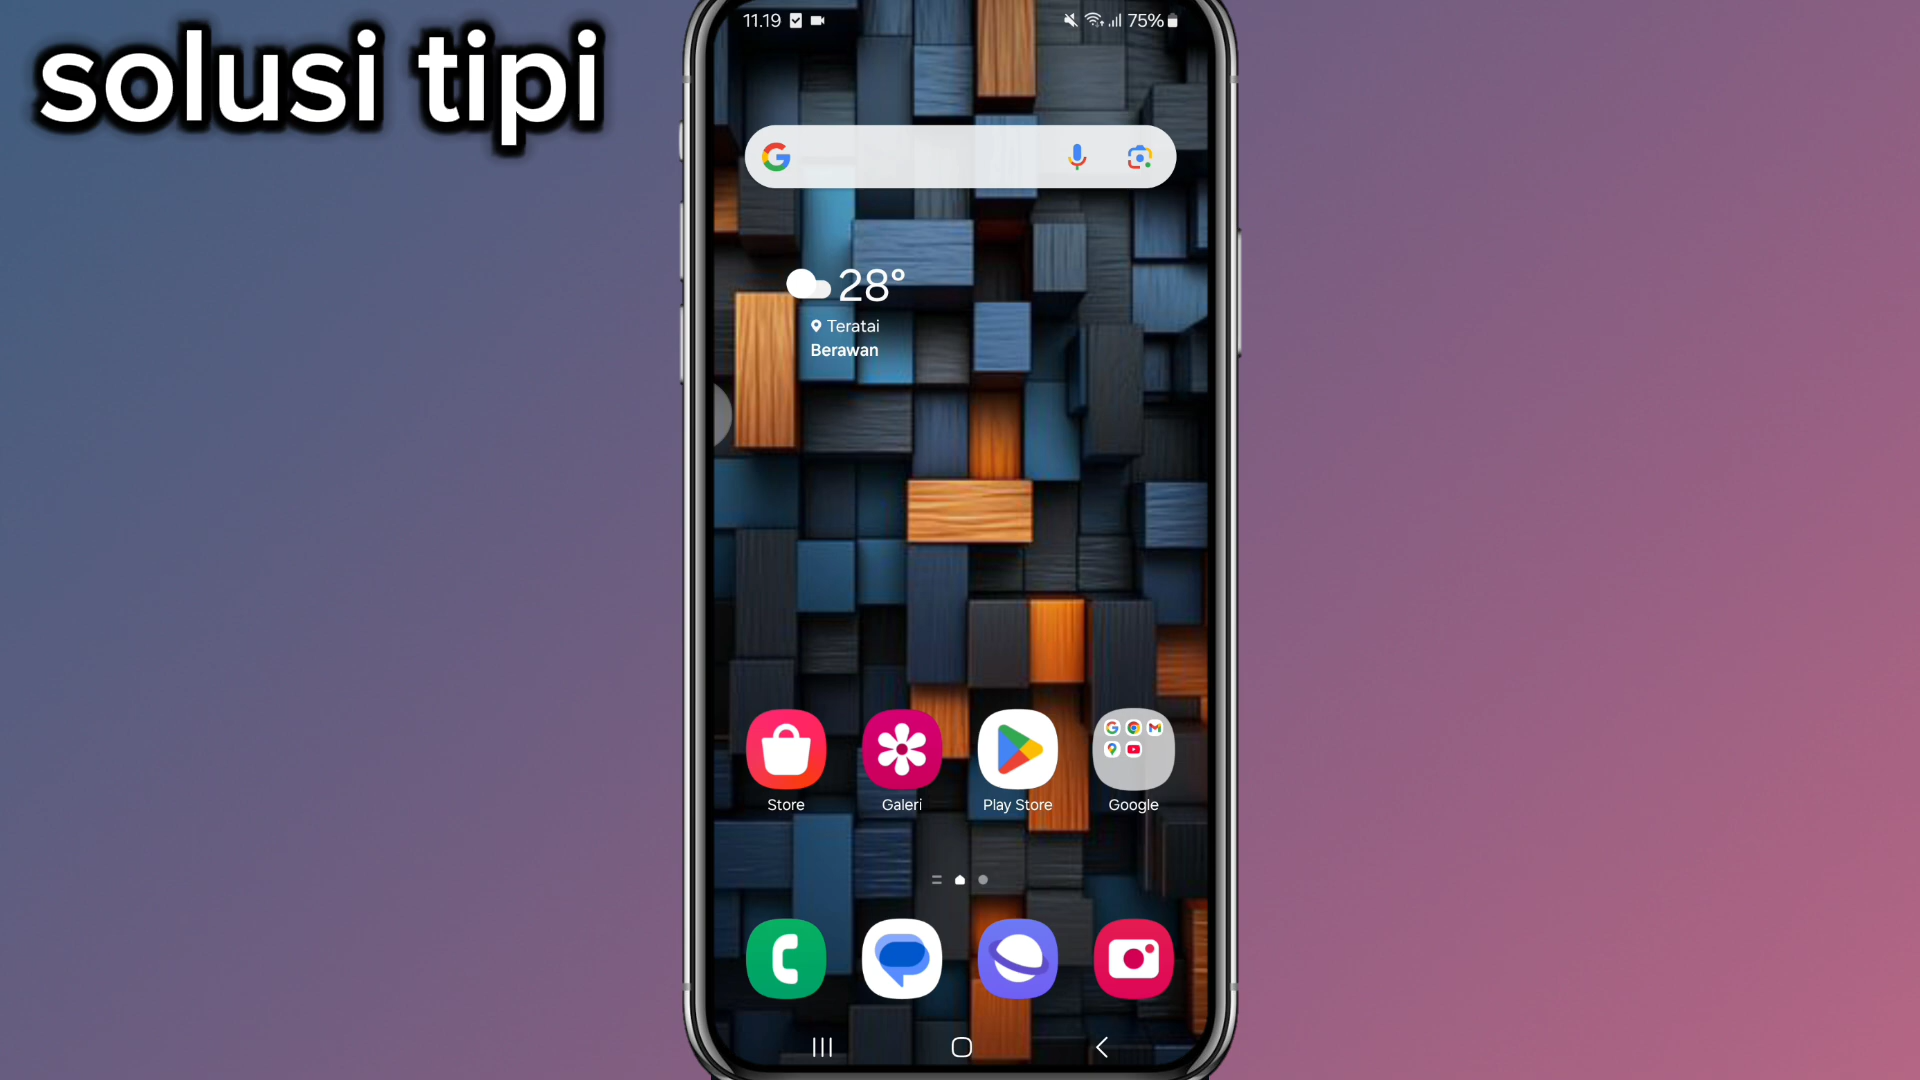 solusi tipi
11.19
75%
28°
Teratai
Berawan
Store
Galeri
Play Store
Google